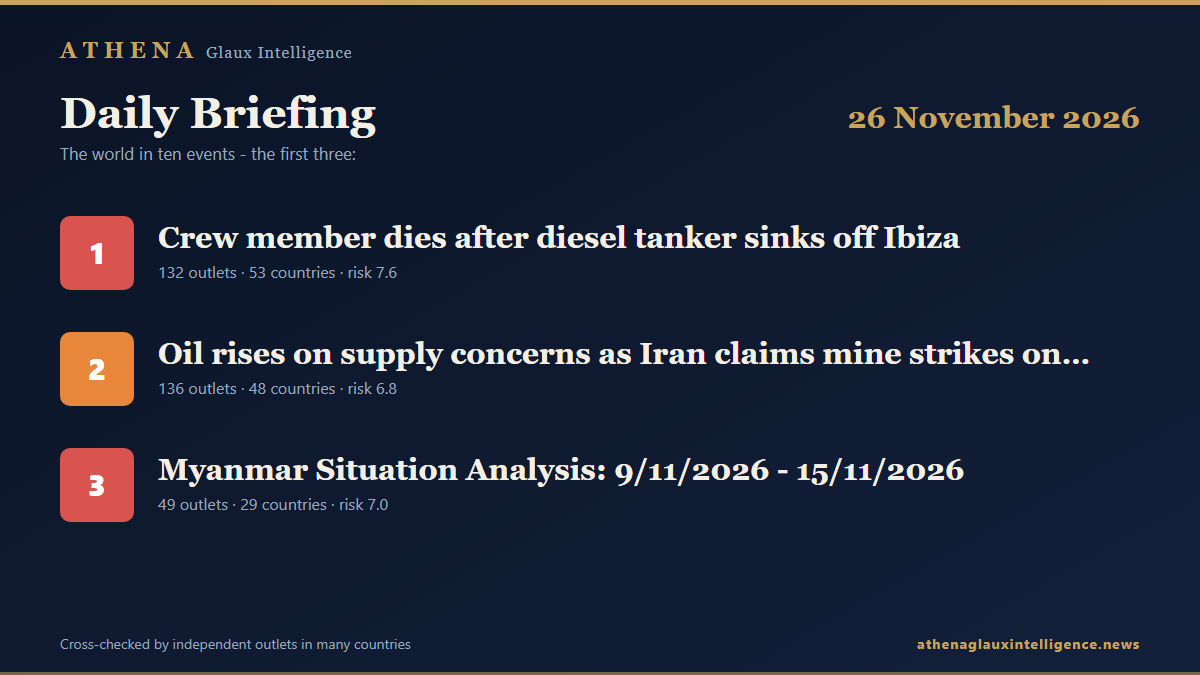 ATHENA Glaux Intelligence
Daily Briefing
26 November 2026
The world in ten events - the first three:
1
Crew member dies after diesel tanker sinks off Ibiza
132 outlets · 53 countries · risk 7.6
2
Oil rises on supply concerns as Iran claims mine strikes on...
136 outlets · 48 countries · risk 6.8
3
Myanmar Situation Analysis: 9/11/2026 - 15/11/2026
49 outlets · 29 countries · risk 7.0
Cross-checked by independent outlets in many countries
athenaglauxintelligence.news